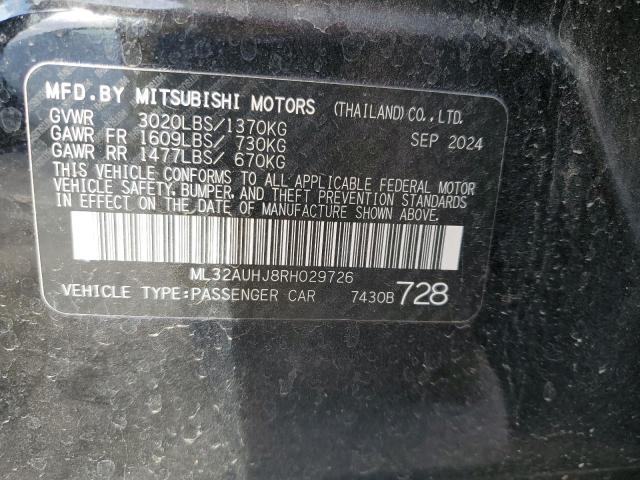 MFD.BY MITSUBISHI MOTORS (THAILAND)CO.,LTD.
GVWR 3020LBS/1370KG SEP 2024
GAWR FR 1609LBS/ 730KG
GAWR RR 1477LBS/ 670KG
THIS VEHICLE CONFORMS TO ALL APPLICABLE FEDERAL MOTOR
VEHICLE SAFETY, BUMPER, AND THEFT PREVENTION STANDARDS
IN EFFECT ON THE DATE OF MANUFACTURE SHOWN ABOVE.
ML32AUHJ8RH029726
VEHICLE TYPE:PASSENGER CAR 7430B 728